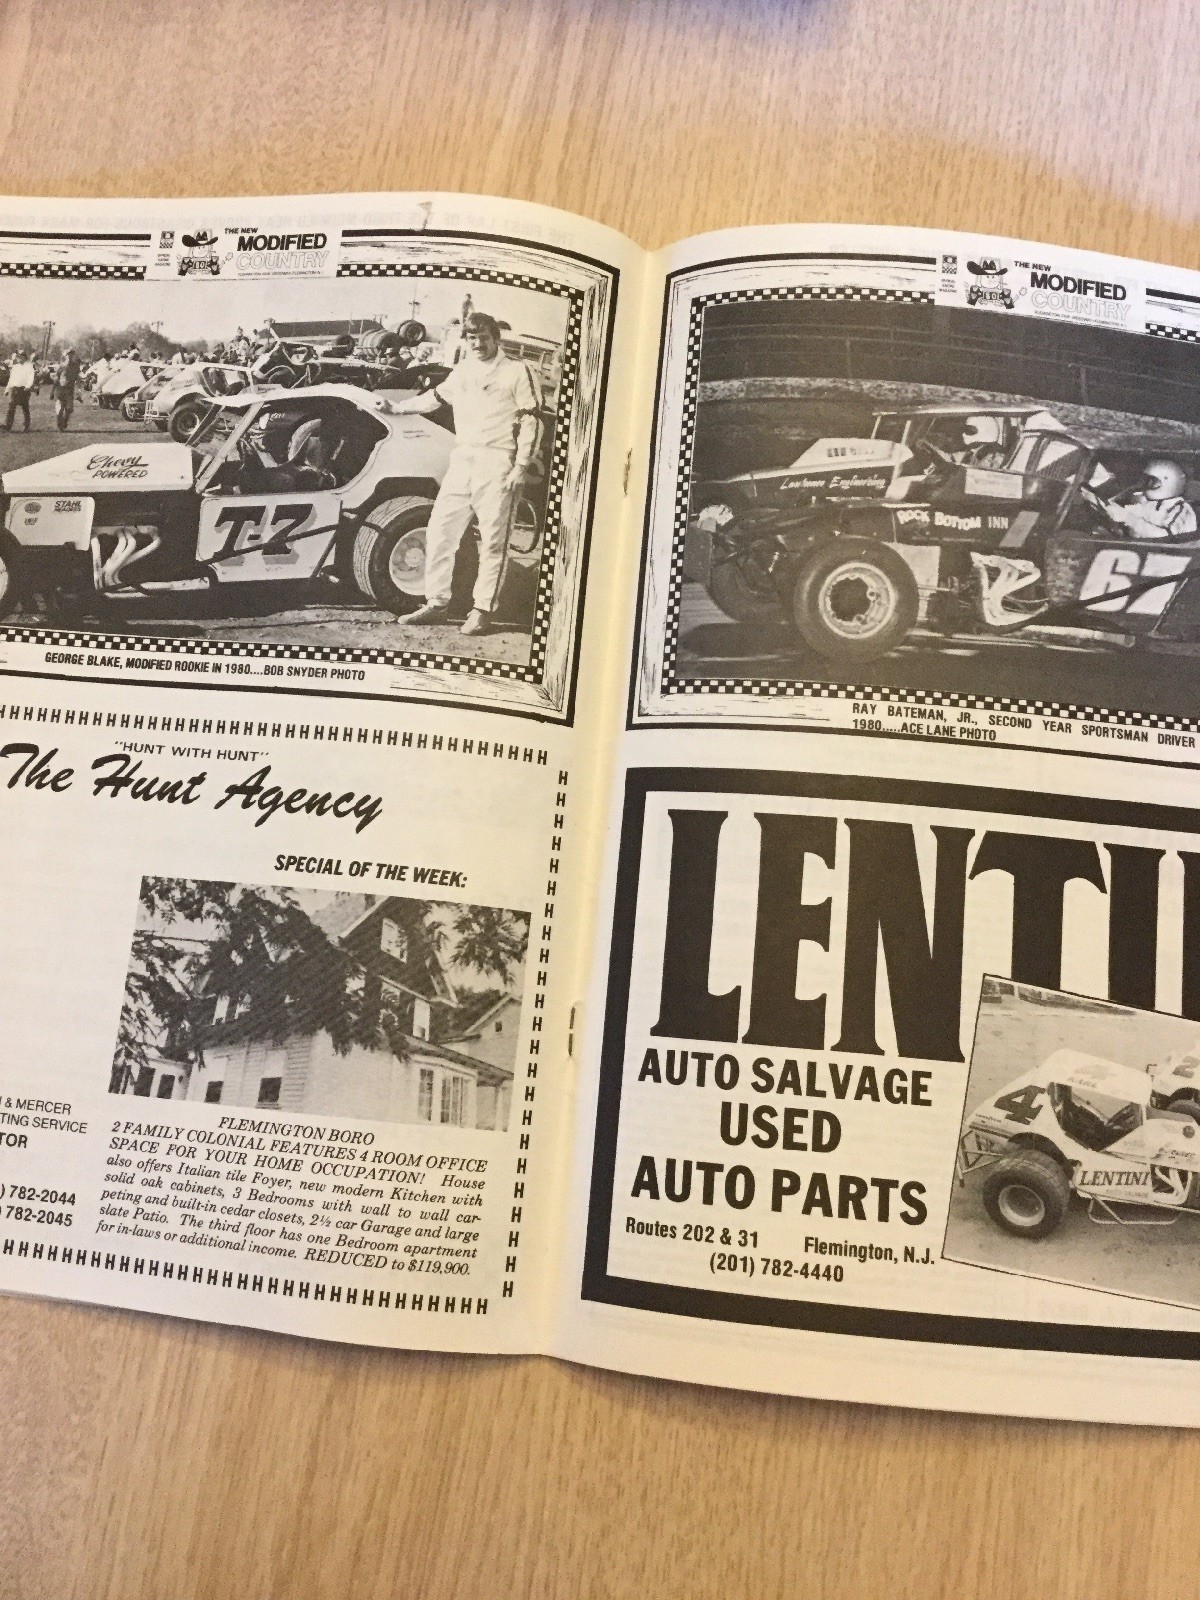 THE NEW
MODIFIED
COUNTRY
Chevy
POWERED
STAHL
T-7
GEORGE BLAKE, MODIFIED ROOKIE IN 1980....BOB SNYDER PHOTO
HHHHHHHHHHHHHHHHHHHHHHHHHHHHHHHHHHHHHH
"HUNT WITH HUNT"
The Hunt Agency
SPECIAL OF THE WEEK:
& MERCER
TING SERVICE
TOR
) 782-2044
) 782-2045
FLEMINGTON BORO
2 FAMILY COLONIAL FEATURES 4 ROOM OFFICE
SPACE FOR YOUR HOME OCCUPATION! House
also offers Italian tile Foyer, new modern Kitchen with
solid oak cabinets, 3 Bedrooms with wall to wall car-
peting and built-in cedar closets, 2½ car Garage and large
slate Patio. The third floor has one Bedroom apartment
for in-laws or additional income. REDUCED to $119,900.
HHHHHHHHHHHHHHHHHHHHHHHHHHHHHHHHHH
THE NEW
MODIFIED
COUNTRY
Lawrence Engineering
ROCK BOTTOM INN
67
RAY BATEMAN, JR., SECOND YEAR SPORTSMAN DRIVER
1980.....ACE LANE PHOTO
LENTI
AUTO SALVAGE
USED
AUTO PARTS
Routes 202 & 31 Flemington, N.J.
(201) 782-4440
4
LENTINI
2